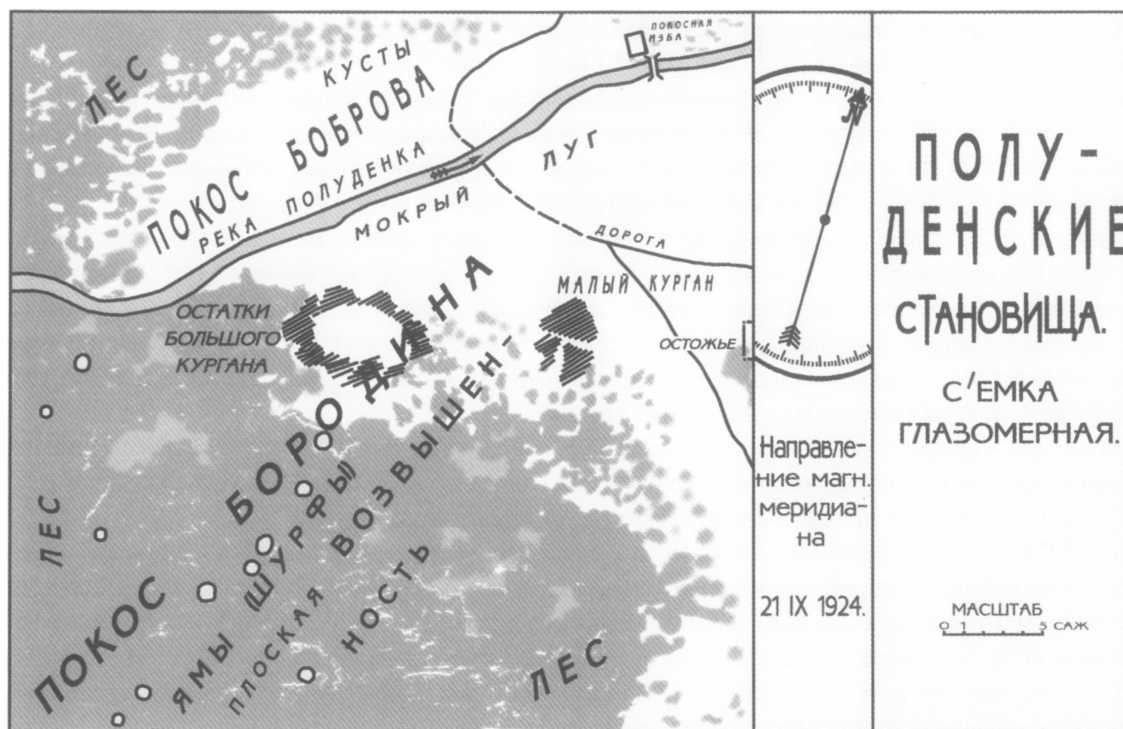 ПОКОСНАЯ
ИЗБА
ЛЕС
КУСТЫ
ПОКОС БОБРОВА
РЕКА ПОЛУДЕНКА
МОКРЫЙ ЛУГ
ДОРОГА
МАЛЫЙ КУРГАН
ОСТАТКИ
БОЛЬШОГО
КУРГАНА
ОСТОЖЬЕ
ПОКОС БОРОДИНА
ЯМЫ (ШУРФЫ)
ПЛОСКАЯ ВОЗВЫШЕН-
НОСТЬ
ЛЕС
ЛЕС
N
Направле-
ние магн.
меридиа-
на
21 IX 1924.
ПОЛУ-
ДЕНСКИЕ
СТАНОВИЩА.
С'ЕМКА
ГЛАЗОМЕРНАЯ.
МАСШТАБ
0 1 5 САЖ